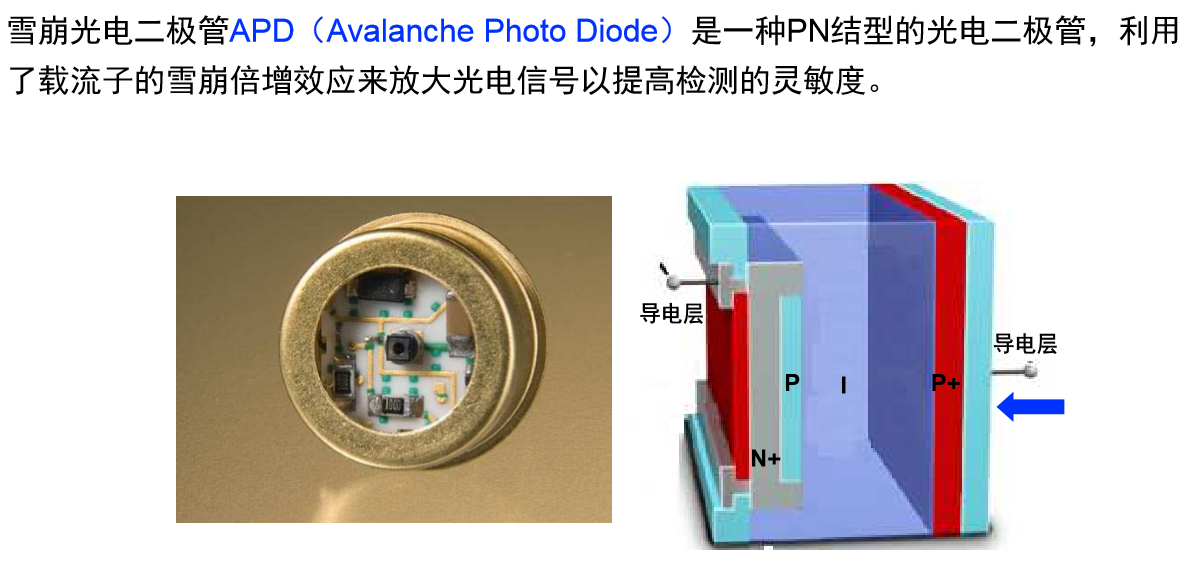 雪崩光电二极管APD（Avalanche Photo Diode）是一种PN结型的光电二极管，利用
了载流子的雪崩倍增效应来放大光电信号以提高检测的灵敏度。
导电层
导电层
P
I
P+
N+